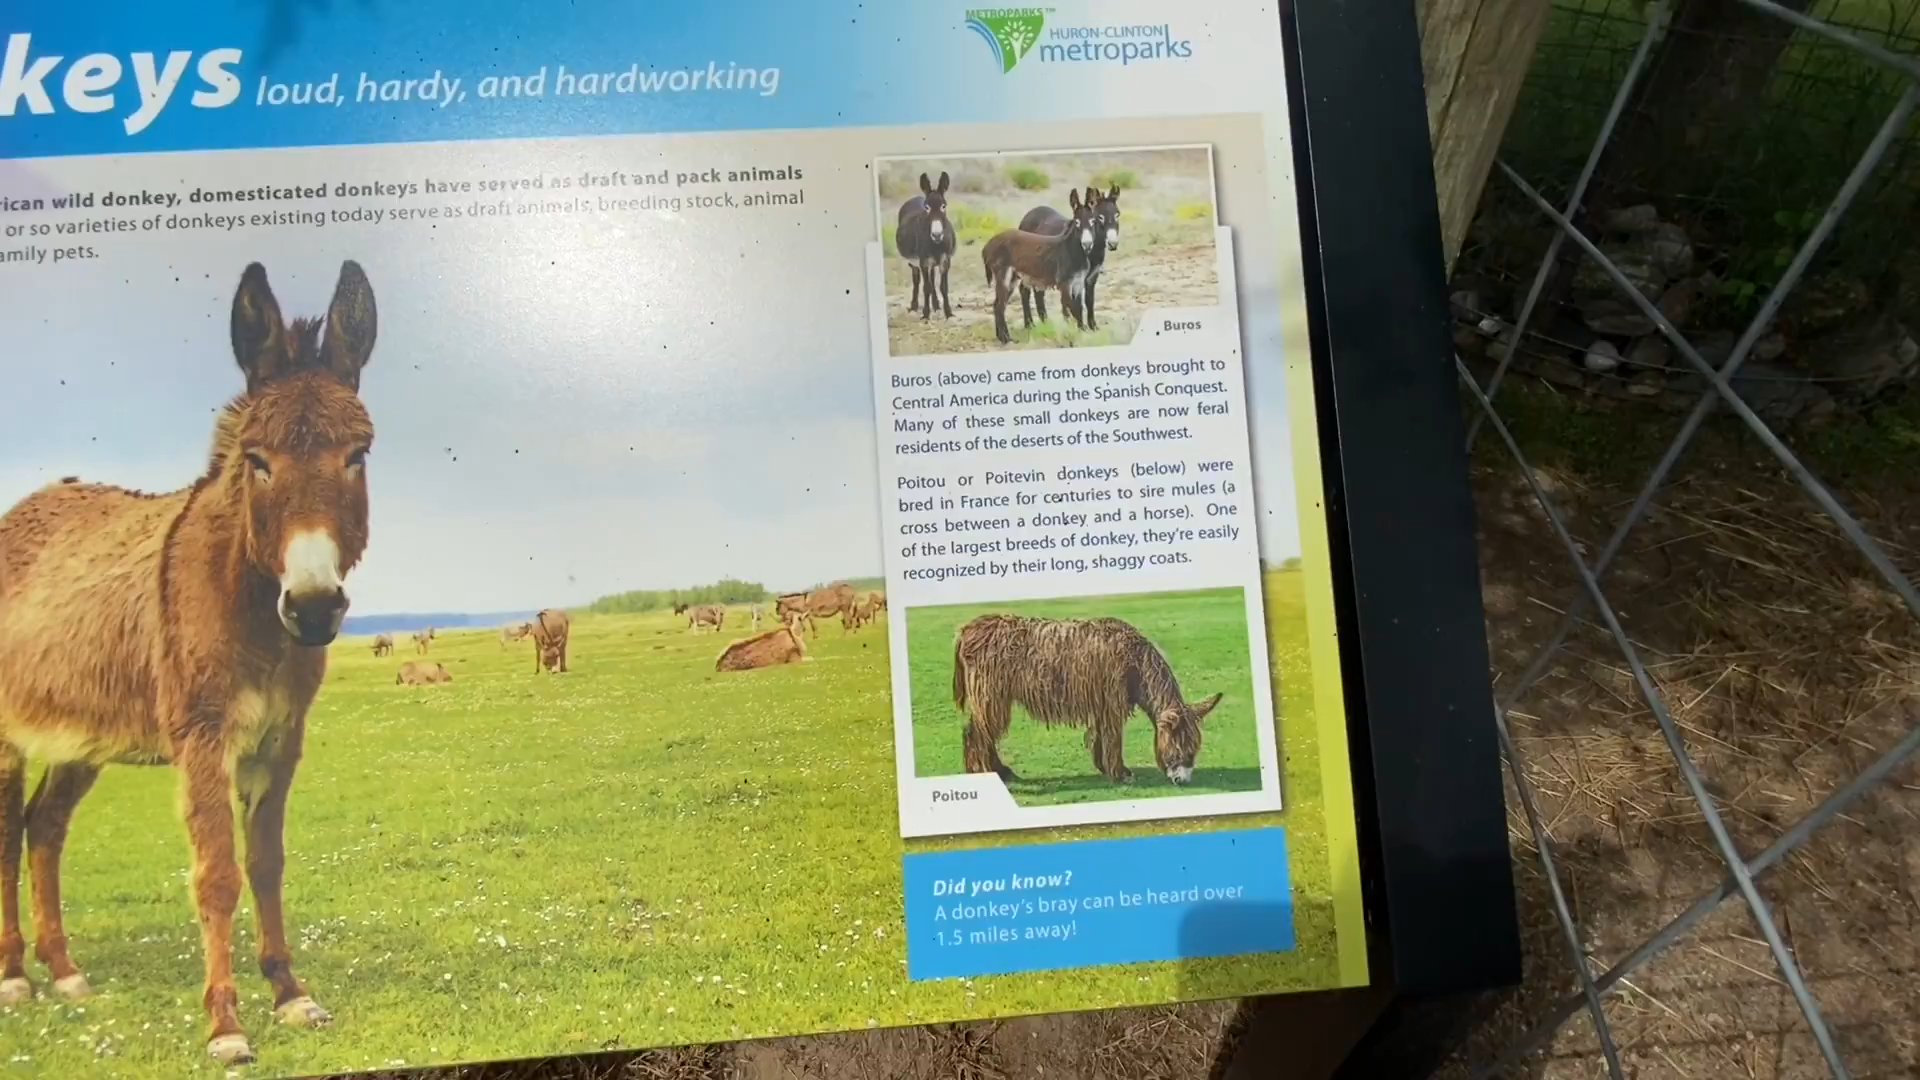 METROPARKS™
HURON-CLINTON
metroparks
keys loud, hardy, and hardworking
rican wild donkey, domesticated donkeys have served as draft and pack animals
or so varieties of donkeys existing today serve as draft animals, breeding stock, animal
amily pets.
Buros
Buros (above) came from donkeys brought to
Central America during the Spanish Conquest.
Many of these small donkeys are now feral
residents of the deserts of the Southwest.
Poitou or Poitevin donkeys (below) were
bred in France for centuries to sire mules (a
cross between a donkey and a horse). One
of the largest breeds of donkey, they're easily
recognized by their long, shaggy coats.
Poitou
Did you know?
A donkey's bray can be heard over
1.5 miles away!